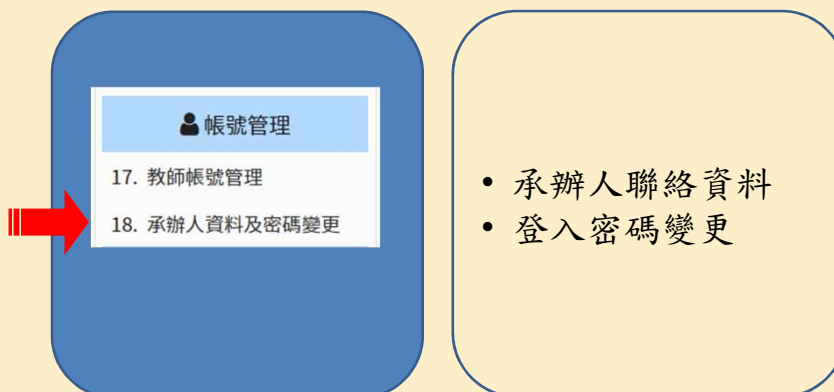 帳號管理
17. 教師帳號管理
18. 承辦人資料及密碼變更
• 承辦人聯絡資料
• 登入密碼變更